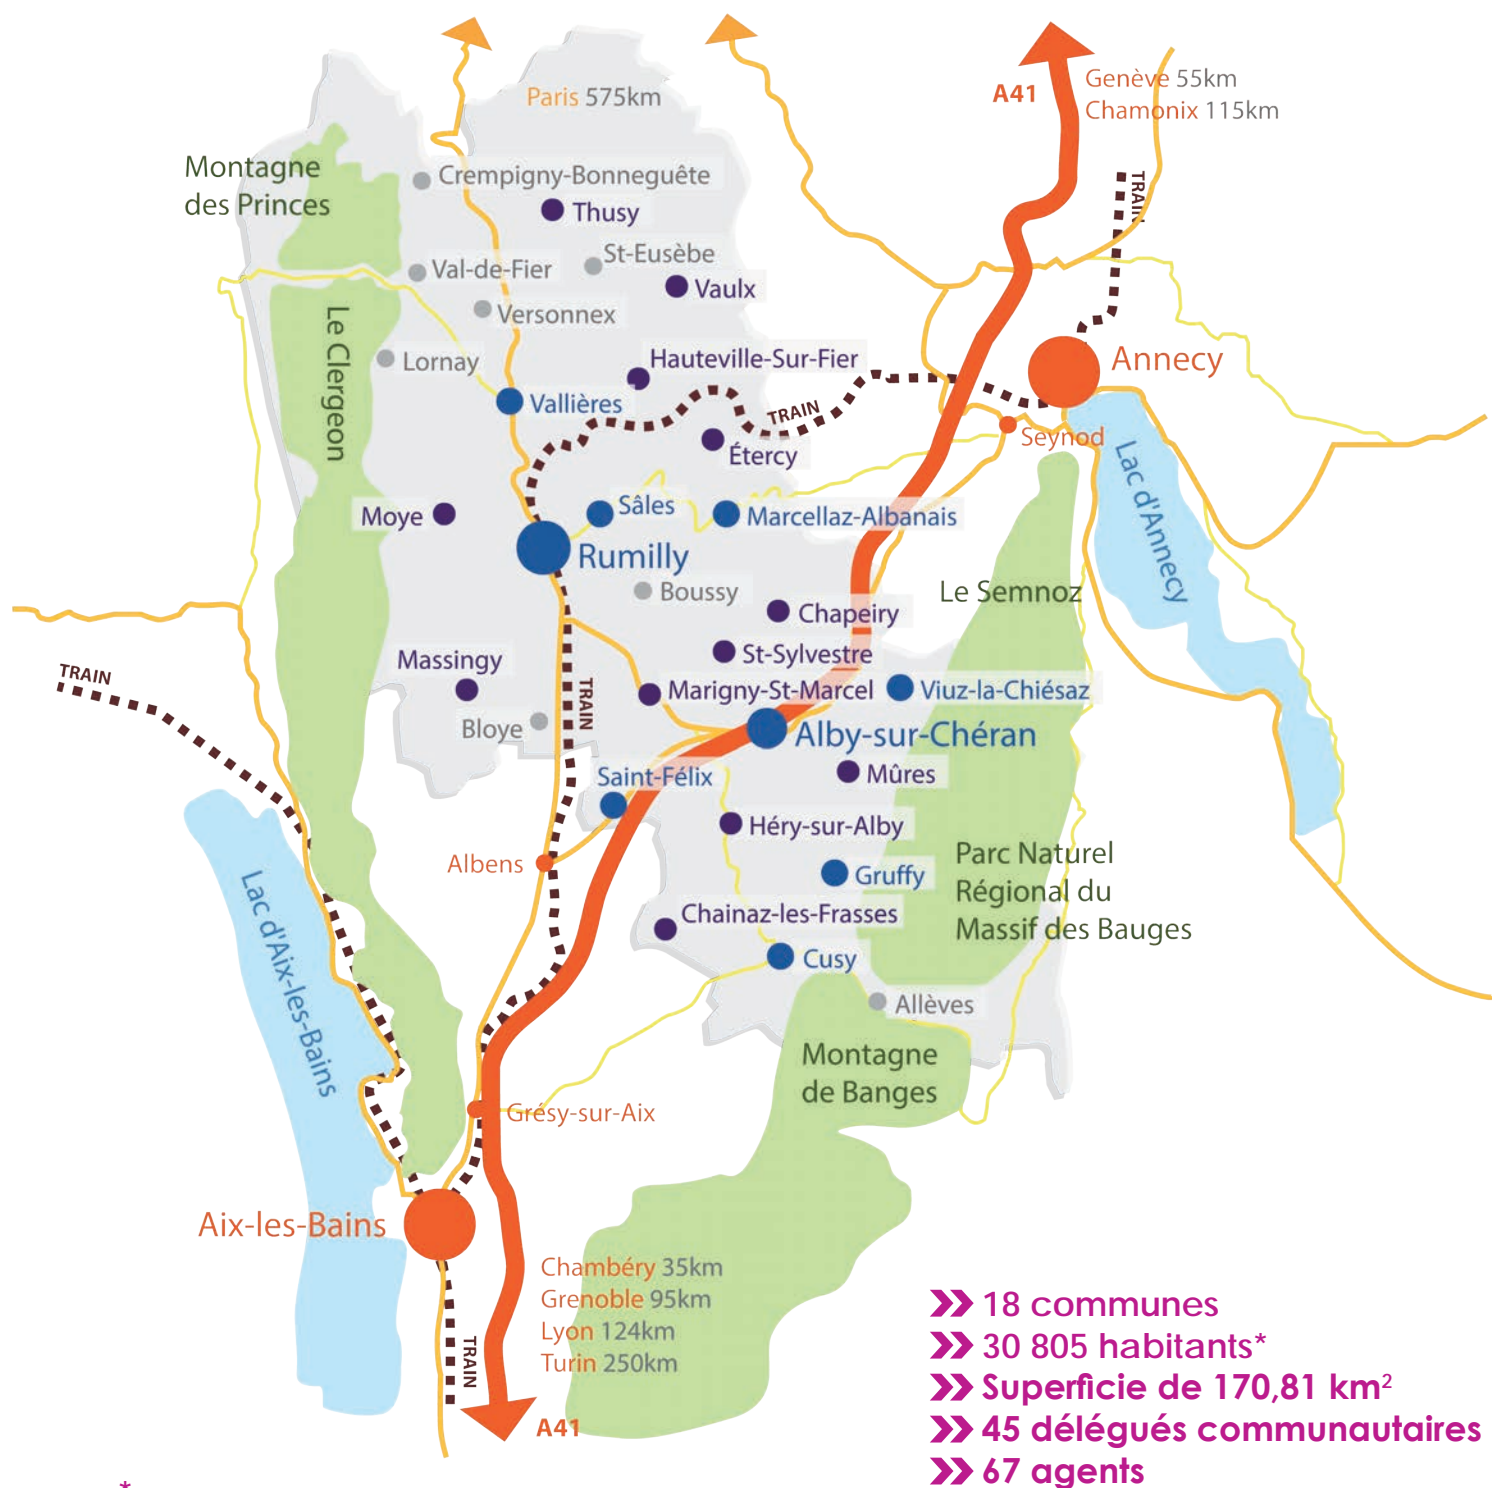 Paris 575km
A41
Genève 55km
Chamonix 115km
Montagne
des Princes
Crempigny-Bonneguête
Thusy
TRAIN
St-Eusèbe
Val-de-Fier
Vaulx
Versonnex
Le Clergeon
Lornay
Hauteville-Sur-Fier
Annecy
Vallières
TRAIN
Seynod
Étercy
Lac d'Annecy
Sâles
Moye
Marcellaz-Albanais
Rumilly
Boussy
Le Semnoz
Chapeiry
St-Sylvestre
Massingy
TRAIN
TRAIN
Marigny-St-Marcel
Viuz-la-Chiésaz
Bloye
Alby-sur-Chéran
Saint-Félix
Mûres
Héry-sur-Alby
Albens
Parc Naturel
Régional du
Massif des Bauges
Gruffy
Lac d'Aix-les-Bains
Chainaz-les-Frasses
Cusy
Allèves
Montagne
de Banges
Grésy-sur-Aix
Aix-les-Bains
Chambéry 35km
Grenoble 95km
Lyon 124km
Turin 250km
TRAIN
A41
18 communes
30 805 habitants*
Superficie de 170,81 km²
45 délégués communautaires
67 agents
*